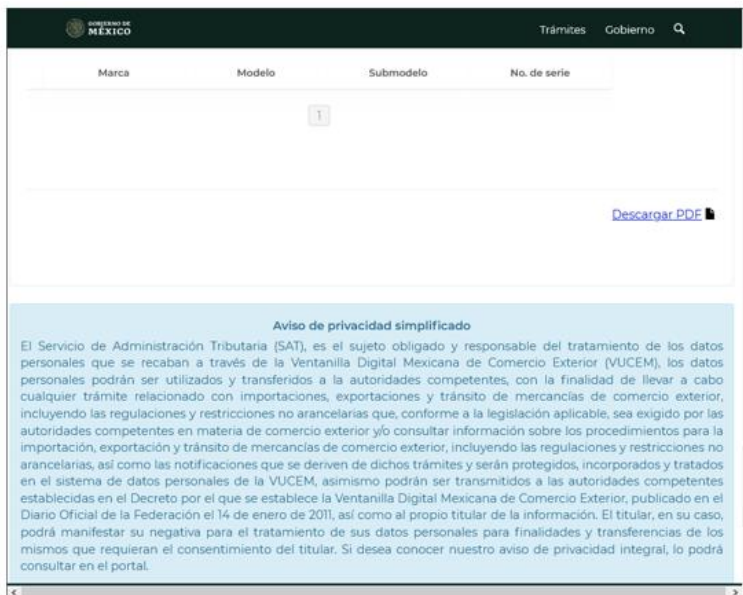 GOBIERNO DE
MÉXICO
Trámites Gobierno
Marca Modelo Submodelo No. de serie
1
Descargar PDF
Aviso de privacidad simplificado
El Servicio de Administración Tributaria (SAT), es el sujeto obligado y responsable del tratamiento de los datos
personales que se recaban a través de la Ventanilla Digital Mexicana de Comercio Exterior (VUCEM), los datos
personales podrán ser utilizados y transferidos a la autoridades competentes, con la finalidad de llevar a cabo
cualquier trámite relacionado con importaciones, exportaciones y tránsito de mercancías de comercio exterior,
incluyendo las regulaciones y restricciones no arancelarias que, conforme a la legislación aplicable, sea exigido por las
autoridades competentes en materia de comercio exterior y/o consultar información sobre los procedimientos para la
importación, exportación y tránsito de mercancías de comercio exterior, incluyendo las regulaciones y restricciones no
arancelarias, así como las notificaciones que se deriven de dichos trámites y serán protegidos, incorporados y tratados
en el sistema de datos personales de la VUCEM, asimismo podrán ser transmitidos a las autoridades competentes
establecidas en el Decreto por el que se establece la Ventanilla Digital Mexicana de Comercio Exterior, publicado en el
Diario Oficial de la Federación el 14 de enero de 2011, así como al propio titular de la información. El titular, en su caso,
podrá manifestar su negativa para el tratamiento de sus datos personales para finalidades y transferencias de los
mismos que requieran el consentimiento del titular. Si desea conocer nuestro aviso de privacidad integral, lo podrá
consultar en el portal.